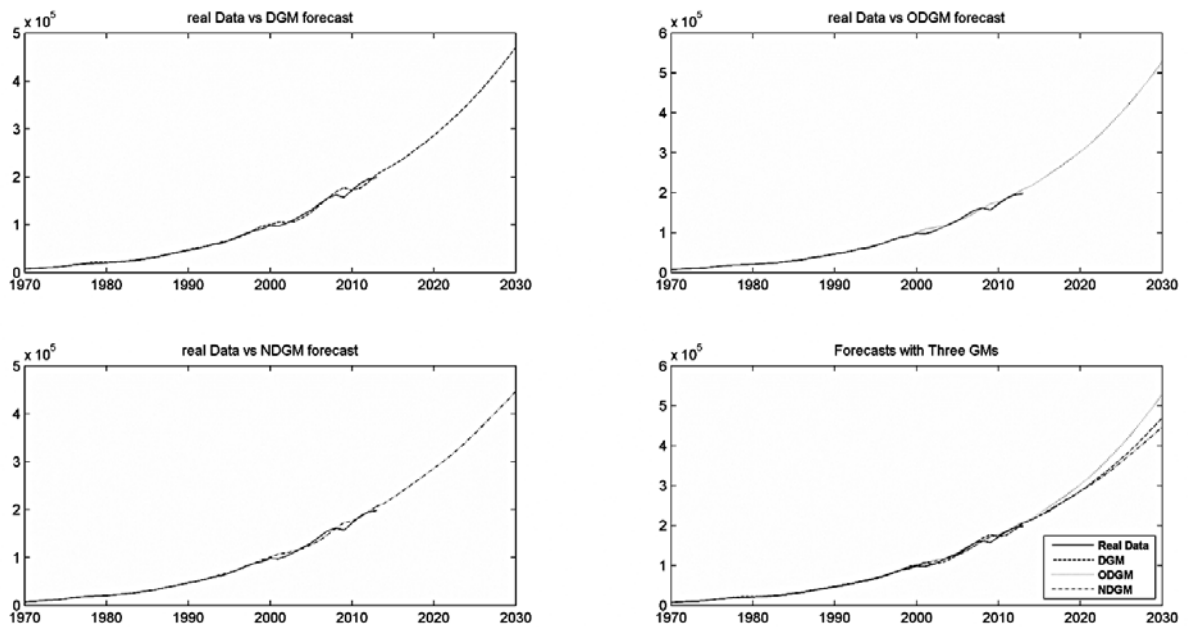 real Data vs DGM forecast
x 10^5
5
4
3
2
1
0
1970 1980 1990 2000 2010 2020 2030
real Data vs ODGM forecast
x 10^5
6
5
4
3
2
1
0
1970 1980 1990 2000 2010 2020 2030
real Data vs NDGM forecast
x 10^5
5
4
3
2
1
0
1970 1980 1990 2000 2010 2020 2030
Forecasts with Three GMs
x 10^5
6
5
4
3
2
1
0
1970 1980 1990 2000 2010 2020 2030
Real Data
DGM
ODGM
NDGM